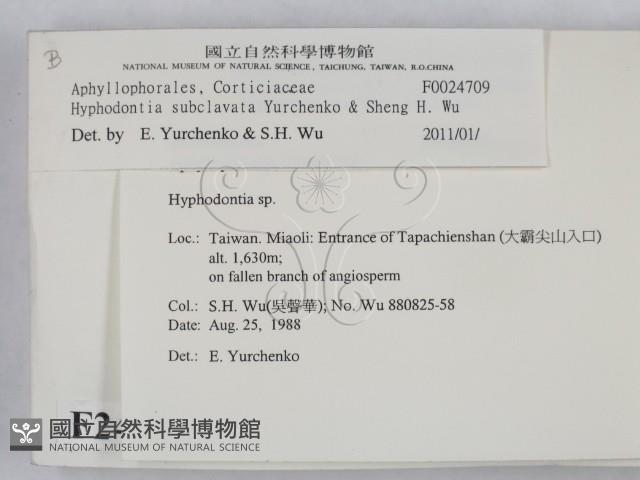 B
國立自然科學博物館
NATIONAL MUSEUM OF NATURAL SCIENCE, TAICHUNG, TAIWAN, R.O.CHINA
Aphyllophorales, Corticiaceae F0024709
Hyphodontia subclavata Yurchenko & Sheng H. Wu
Det. by E. Yurchenko & S.H. Wu 2011/01/
Hyphodontia sp.
Loc.: Taiwan. Miaoli: Entrance of Tapachienshan (大霸尖山入口)
alt. 1,630m;
on fallen branch of angiosperm
Col.: S.H. Wu(吳聲華); No. Wu 880825-58
Date: Aug. 25, 1988
Det.: E. Yurchenko
國立自然科學博物館
NATIONAL MUSEUM OF NATURAL SCIENCE